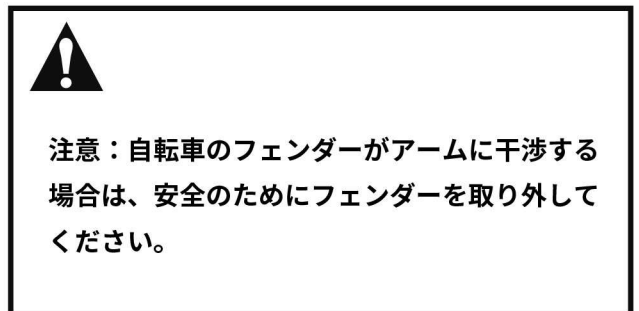 注意：自転車のフェンダーがアームに干渉する
場合は、安全のためにフェンダーを取り外して
ください。